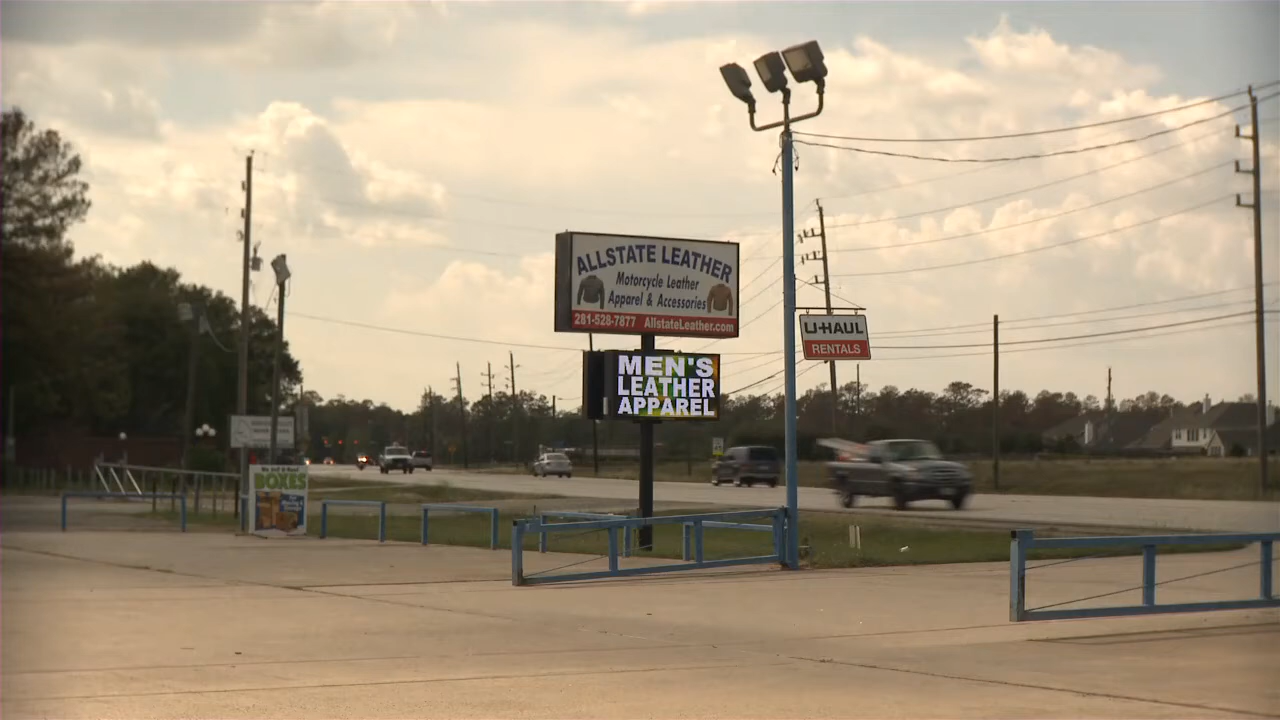 ALLSTATE LEATHER
Motorcycle Leather
Apparel & Accessories
281-528-7877 AllstateLeather.com
U-HAUL
RENTALS
MEN'S
LEATHER
APPAREL
BOXES